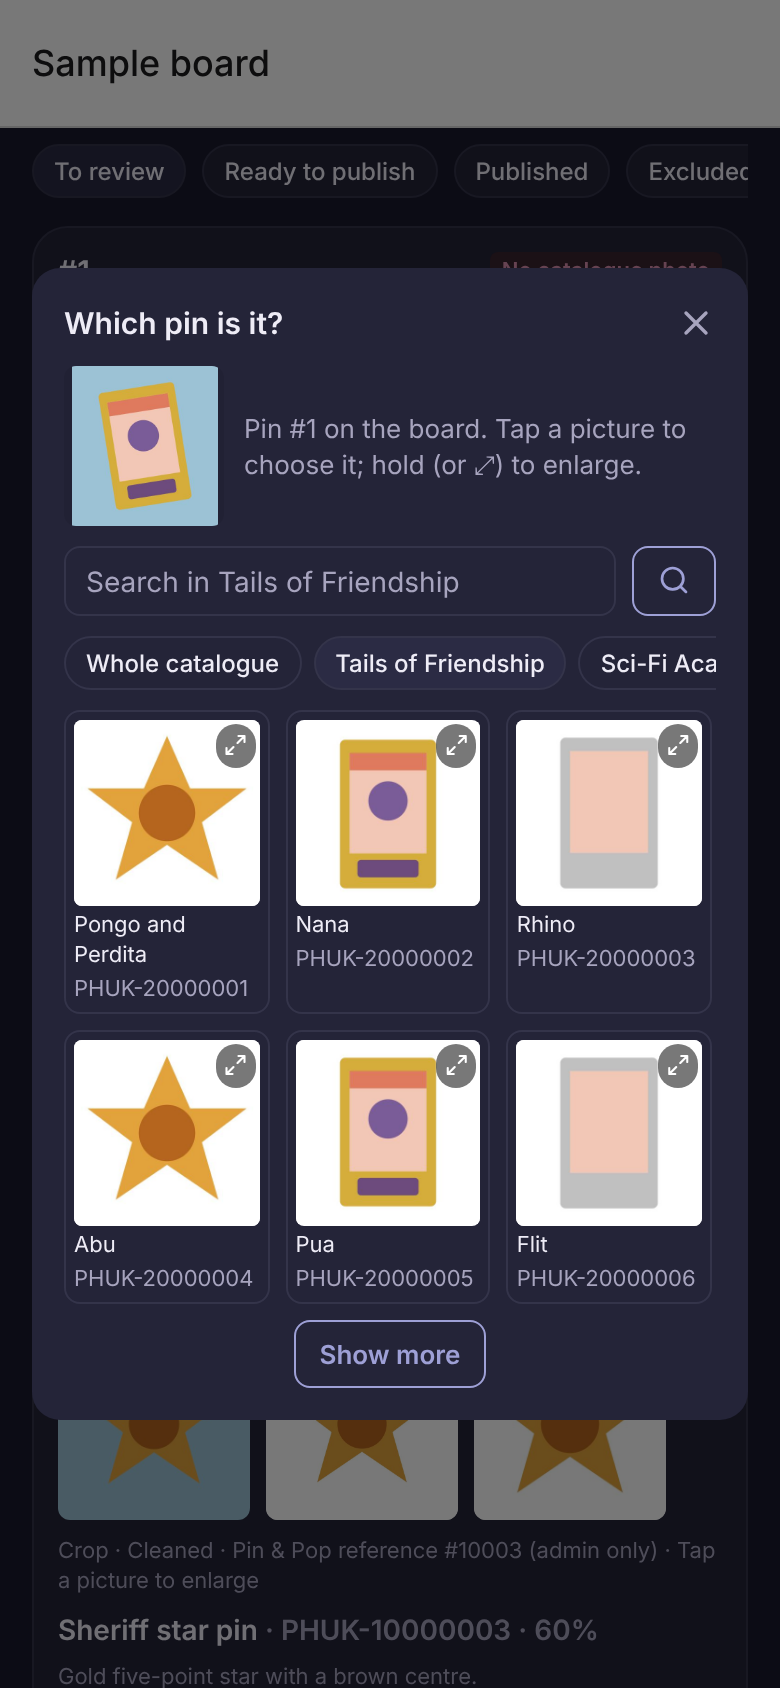 Sample board
To review
Ready to publish
Published
Excluded
#1
No catalogue photo
Which pin is it?
Pin #1 on the board. Tap a picture to
choose it; hold (or ⤢) to enlarge.
Search in Tails of Friendship
Whole catalogue
Tails of Friendship
Sci-Fi Aca
Pongo and
Perdita
PHUK-20000001
Nana
PHUK-20000002
Rhino
PHUK-20000003
Abu
PHUK-20000004
Pua
PHUK-20000005
Flit
PHUK-20000006
Show more
Crop · Cleaned · Pin & Pop reference #10003 (admin only) · Tap
a picture to enlarge
Sheriff star pin · PHUK-10000003 · 60%
Gold five-point star with a brown centre.